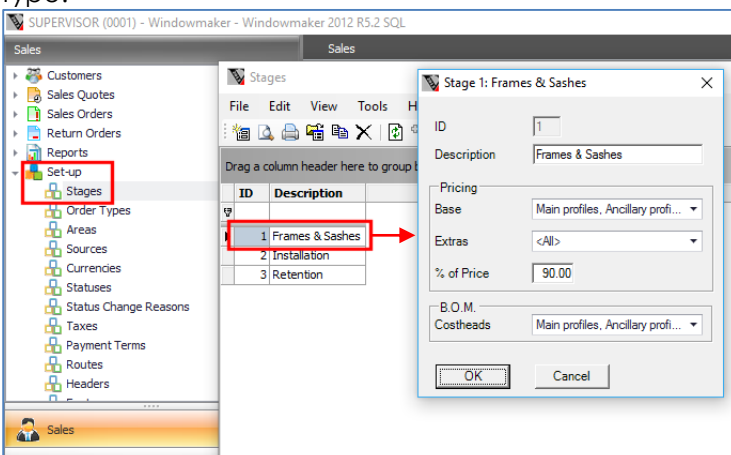 Type.
SUPERVISOR (0001) - Windowmaker - Windowmaker 2012 R5.2 SQL
Sales
Sales
Customers
Sales Quotes
Sales Orders
Return Orders
Reports
Set-up
Stages
Order Types
Areas
Sources
Currencies
Statuses
Status Change Reasons
Taxes
Payment Terms
Routes
Headers
Sales
Stages
File Edit View Tools H
Drag a column header here to group b
ID Description
1 Frames & Sashes
2 Installation
3 Retention
Stage 1: Frames & Sashes
ID 1
Description Frames & Sashes
Pricing
Base Main profiles, Ancillary profi...
Extras <All>
% of Price 90.00
B.O.M.
Costheads Main profiles, Ancillary profi...
OK Cancel